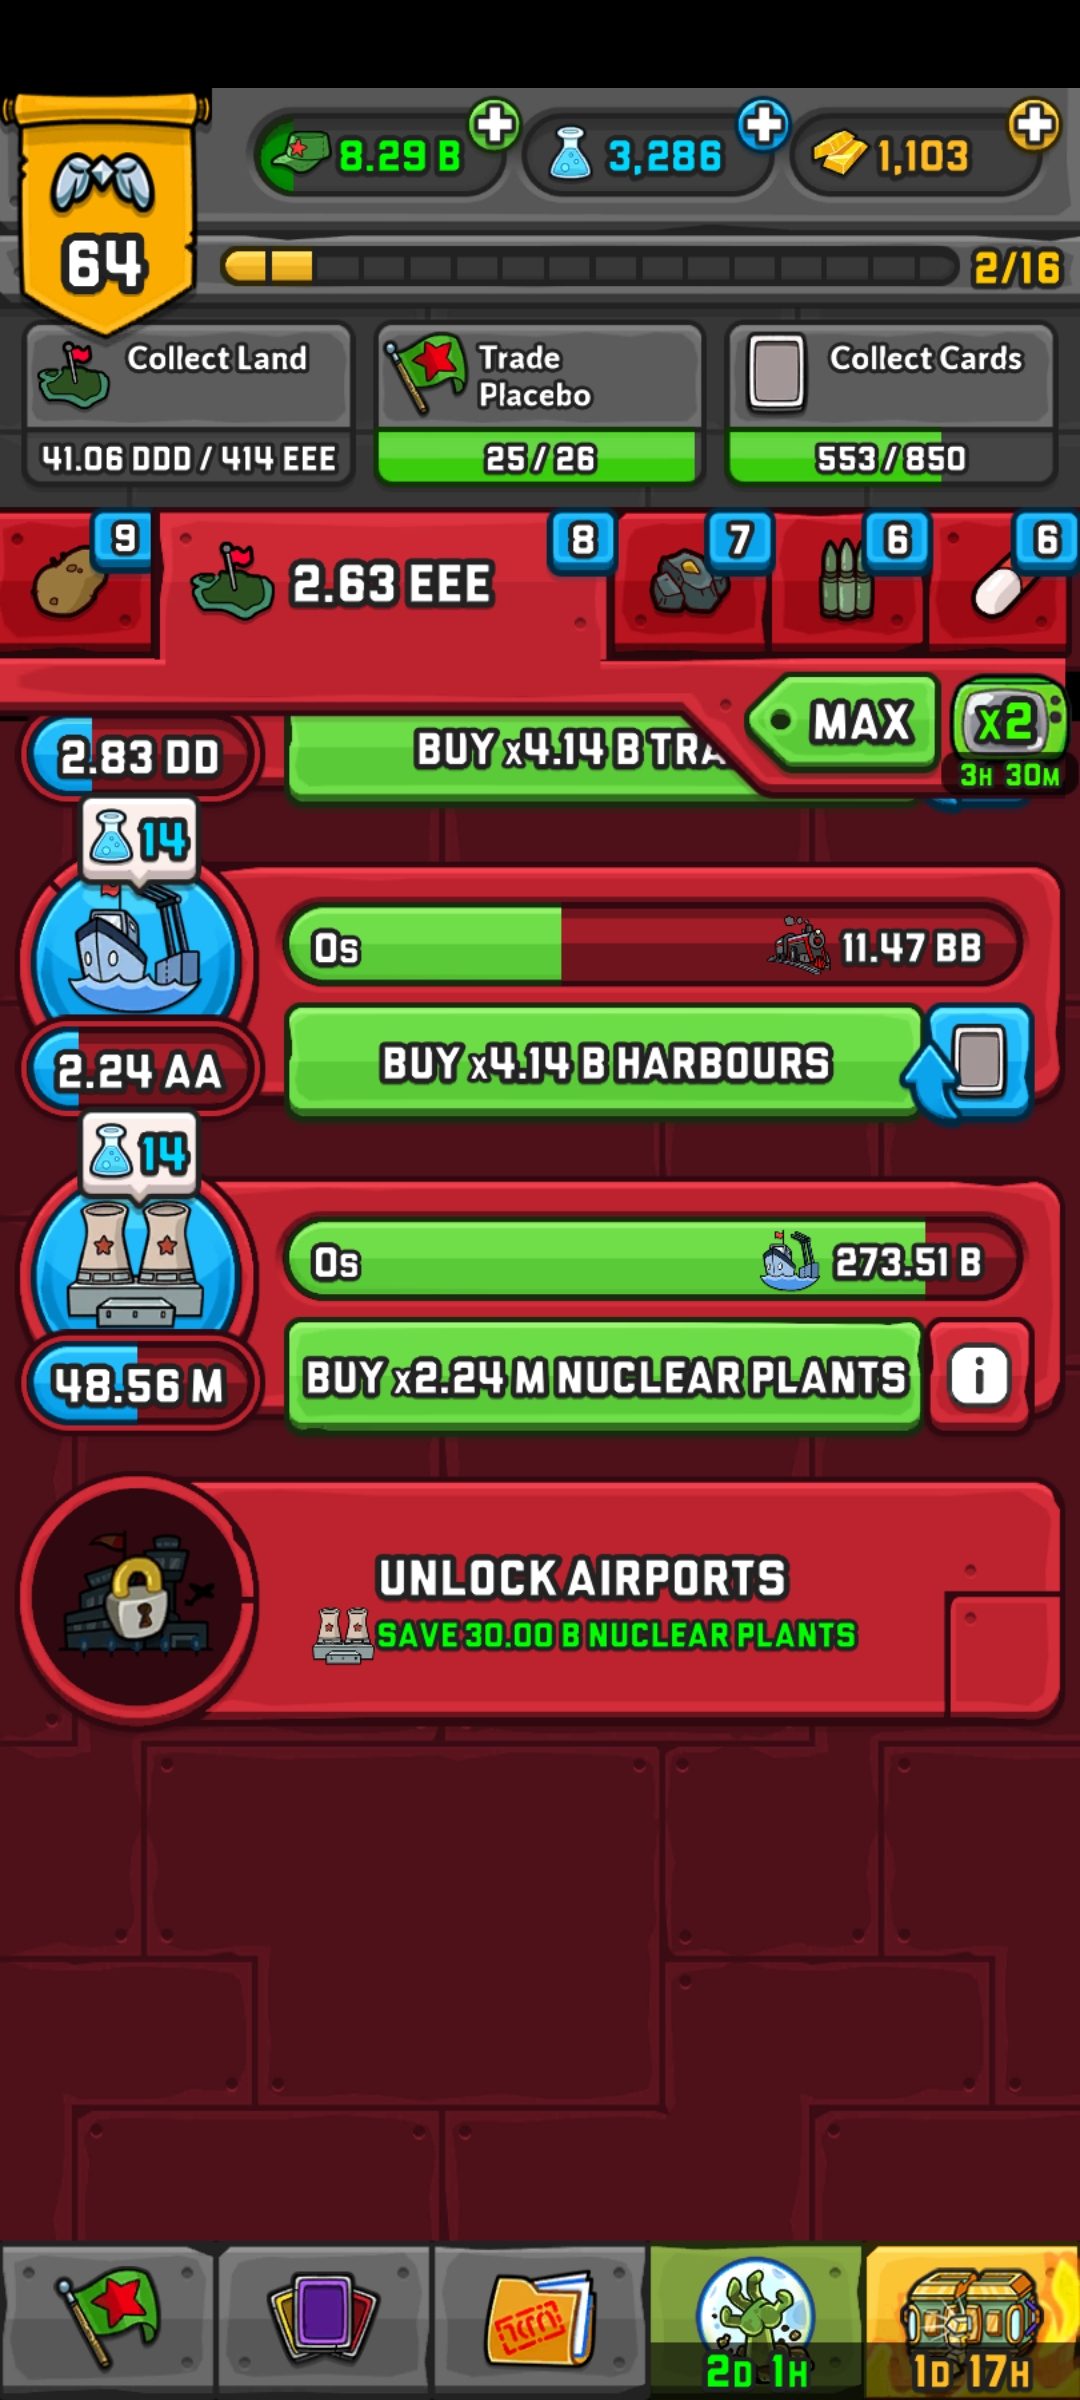 64
8.29 B
3,286
1,103
2/16
Collect Land
41.06 DDD / 414 EEE
Trade
Placebo
25 / 26
Collect Cards
553 / 850
9
2.63 EEE
8
7
6
6
MAX
x2
3H 30M
2.83 DD
BUY x4.14 B TRA
14
0s
11.47 BB
2.24 AA
BUY x4.14 B HARBOURS
14
0s
273.51 B
48.56 M
BUY x2.24 M NUCLEAR PLANTS
i
UNLOCK AIRPORTS
SAVE 30.00 B NUCLEAR PLANTS
2D 1H
1D 17H